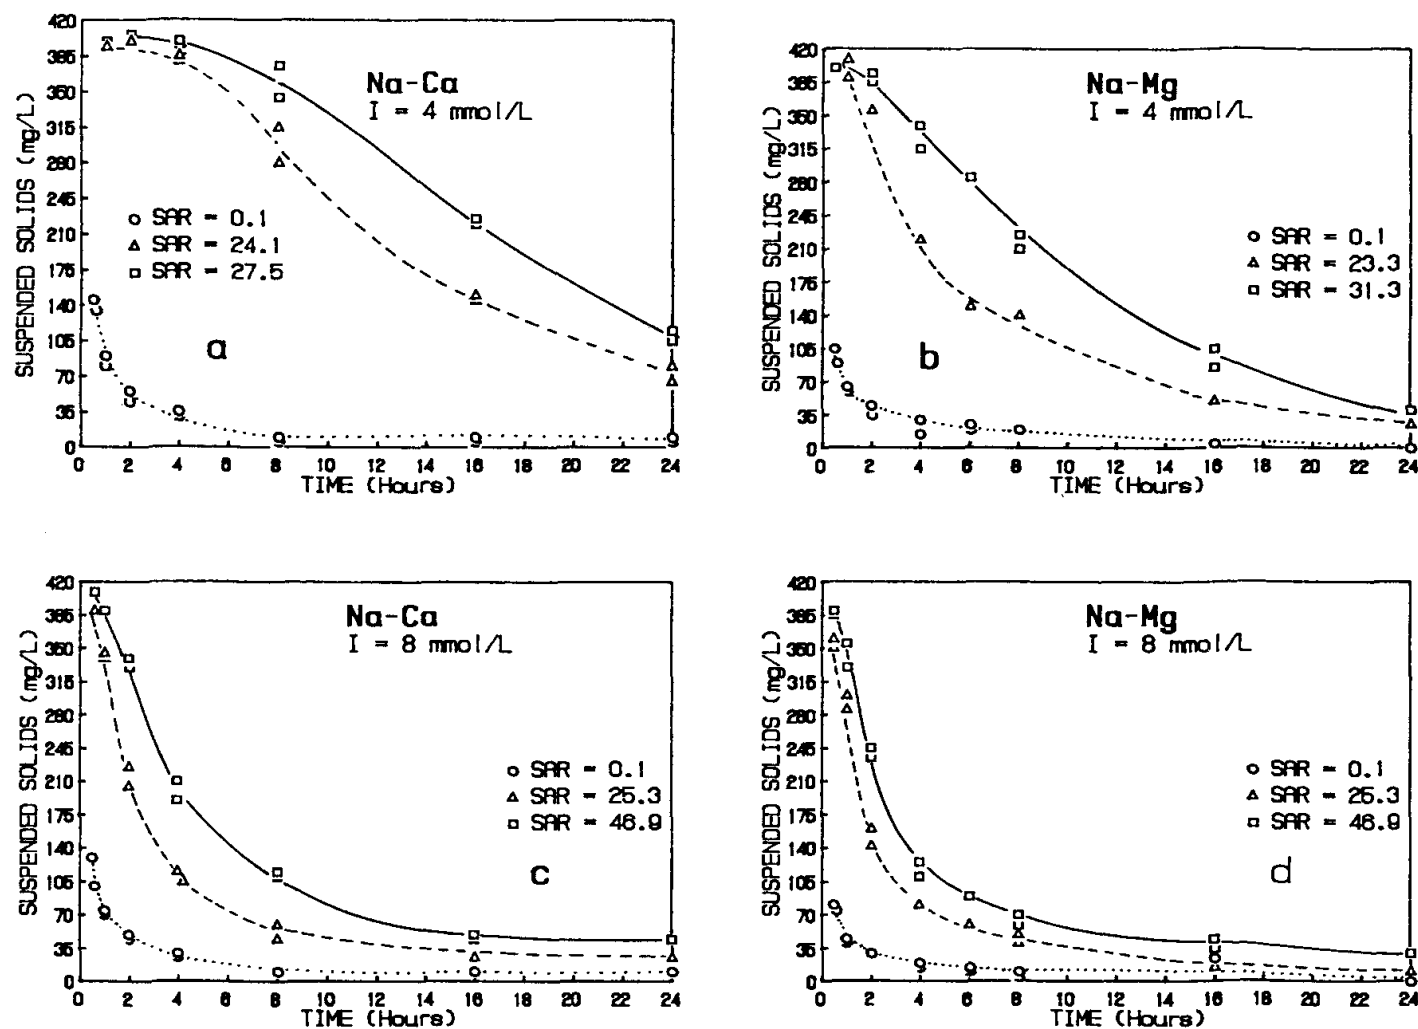 420
385
350
315
280
245
210
175
140
105
70
35
0
SUSPENDED SOLIDS (mg/L)
Na-Ca
I = 4 mmol/L
SAR = 0.1
SAR = 24.1
SAR = 27.5
a
0 2 4 6 8 10 12 14 16 18 20 22 24
TIME (Hours)
420
385
350
315
280
245
210
175
140
105
70
35
0
SUSPENDED SOLIDS (mg/L)
Na-Mg
I = 4 mmol/L
SAR = 0.1
SAR = 23.3
SAR = 31.3
b
0 2 4 6 8 10 12 14 16 18 20 22 24
TIME (Hours)
420
385
350
315
280
245
210
175
140
105
70
35
0
SUSPENDED SOLIDS (mg/L)
Na-Ca
I = 8 mmol/L
SAR = 0.1
SAR = 25.3
SAR = 46.9
c
0 2 4 6 8 10 12 14 16 18 20 22 24
TIME (Hours)
420
385
350
315
280
245
210
175
140
105
70
35
0
SUSPENDED SOLIDS (mg/L)
Na-Mg
I = 8 mmol/L
SAR = 0.1
SAR = 25.3
SAR = 46.9
d
0 2 4 6 8 10 12 14 16 18 20 22 24
TIME (Hours)